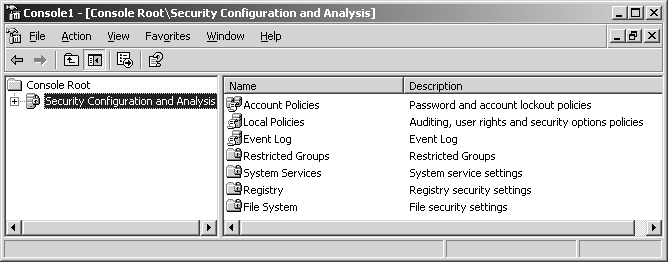 Console1 - [Console Root\Security Configuration and Analysis]
File Action View Favorites Window Help
Console Root
Security Configuration and Analysis
Name Description
Account Policies Password and account lockout policies
Local Policies Auditing, user rights and security options policies
Event Log Event Log
Restricted Groups Restricted Groups
System Services System service settings
Registry Registry security settings
File System File security settings